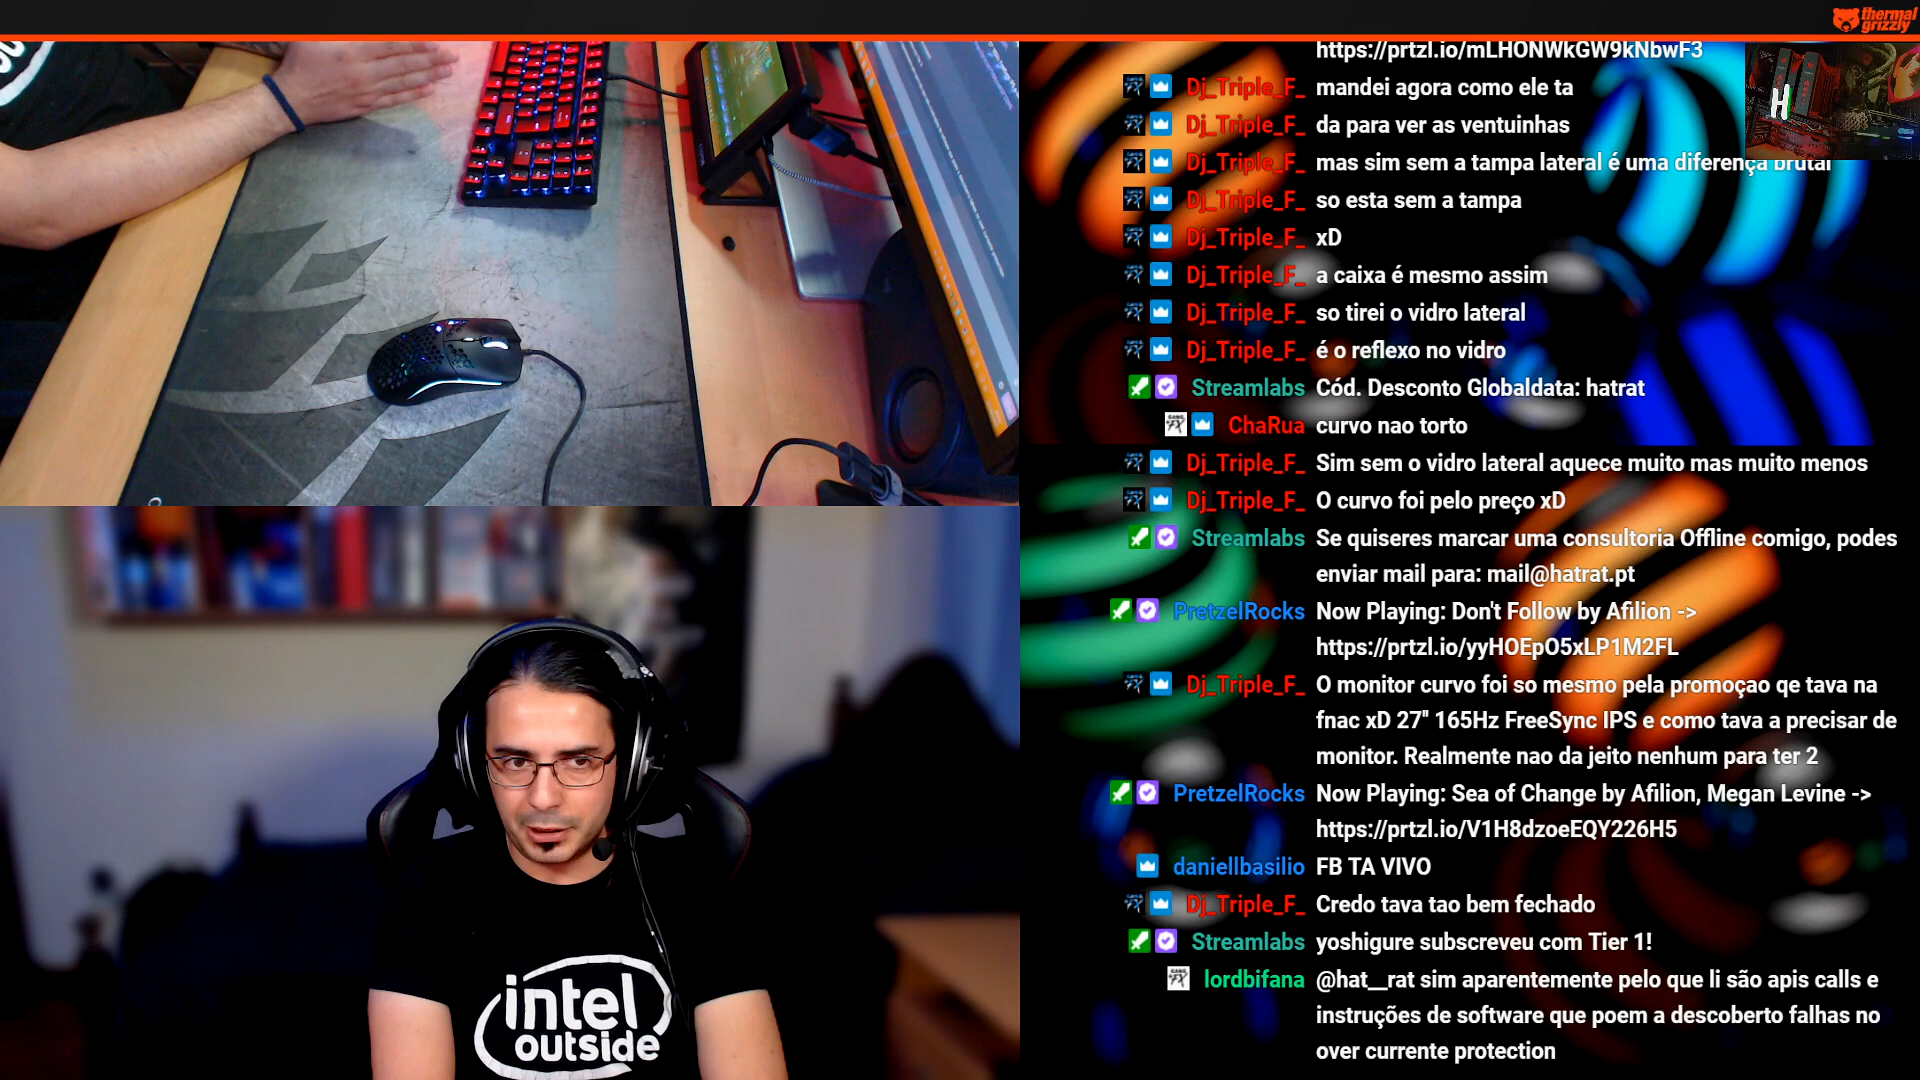 thermal
grizzly
https://prtzl.io/mLHONWkGW9kNbwF3
Dj_Triple_F_ mandei agora como ele ta
Dj_Triple_F_ da para ver as ventuinhas
Dj_Triple_F_ mas sim sem a tampa lateral é uma diferença brutal
Dj_Triple_F_ so esta sem a tampa
Dj_Triple_F_ xD
Dj_Triple_F_ a caixa é mesmo assim
Dj_Triple_F_ so tirei o vidro lateral
Dj_Triple_F_ é o reflexo no vidro
Streamlabs Cód. Desconto Globaldata: hatrat
ChaRua curvo nao torto
Dj_Triple_F_ Sim sem o vidro lateral aquece muito mas muito menos
Dj_Triple_F_ O curvo foi pelo preço xD
Streamlabs Se quiseres marcar uma consultoria Offline comigo, podes
enviar mail para: mail@hatrat.pt
PretzelRocks Now Playing: Don't Follow by Afilion ->
https://prtzl.io/yyHOEpO5xLP1M2FL
Dj_Triple_F_ O monitor curvo foi so mesmo pela promoçao qe tava na
fnac xD 27" 165Hz FreeSync IPS e como tava a precisar de
monitor. Realmente nao da jeito nenhum para ter 2
PretzelRocks Now Playing: Sea of Change by Afilion, Megan Levine ->
https://prtzl.io/V1H8dzoeEQY226H5
daniellbasilio FB TA VIVO
Dj_Triple_F_ Credo tava tao bem fechado
Streamlabs yoshigure subscreveu com Tier 1!
lordbifana @hat__rat sim aparentemente pelo que li são apis calls e
instruções de software que poem a descoberto falhas no
over currente protection
intel
outside
H